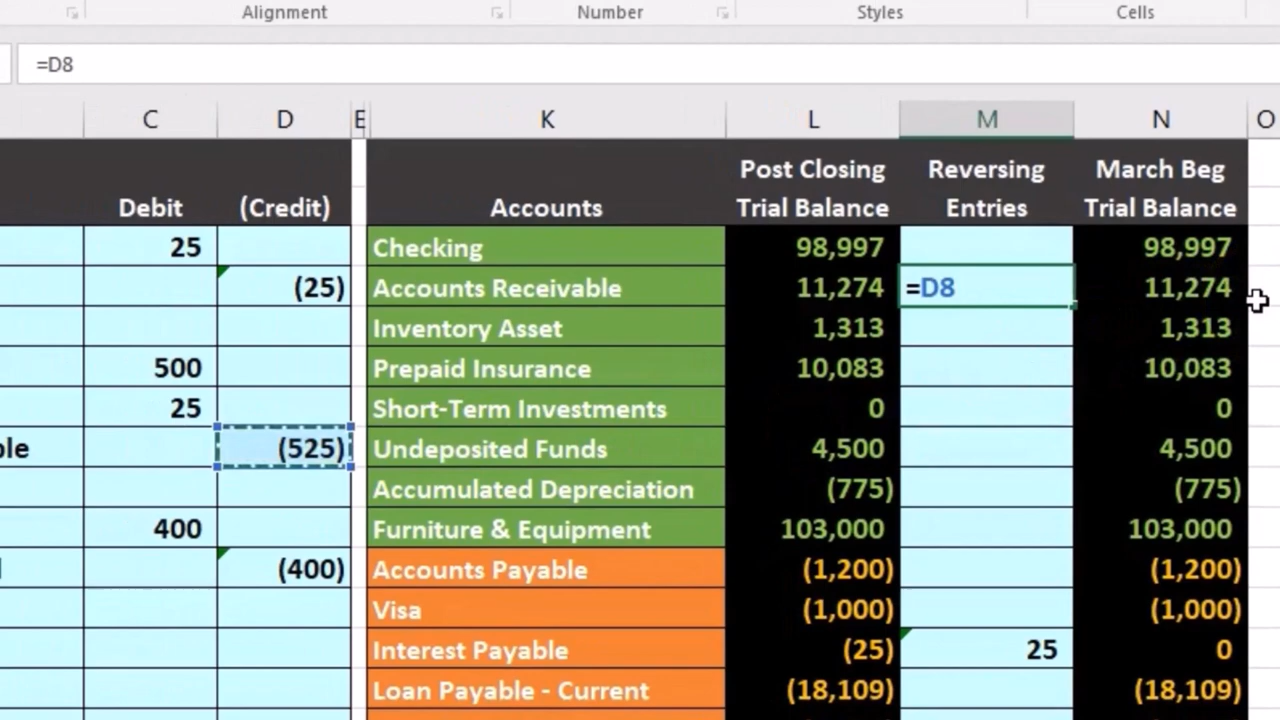 Alignment Number Styles Cells
=D8
C D E K L M N O
Post Closing Reversing March Beg
Debit (Credit) Accounts Trial Balance Entries Trial Balance
25 Checking 98,997 98,997
(25) Accounts Receivable 11,274 =D8 11,274
Inventory Asset 1,313 1,313
500 Prepaid Insurance 10,083 10,083
25 Short-Term Investments 0 0
ble (525) Undeposited Funds 4,500 4,500
Accumulated Depreciation (775) (775)
400 Furniture & Equipment 103,000 103,000
(400) Accounts Payable (1,200) (1,200)
Visa (1,000) (1,000)
Interest Payable (25) 25 0
Loan Payable - Current (18,109) (18,109)